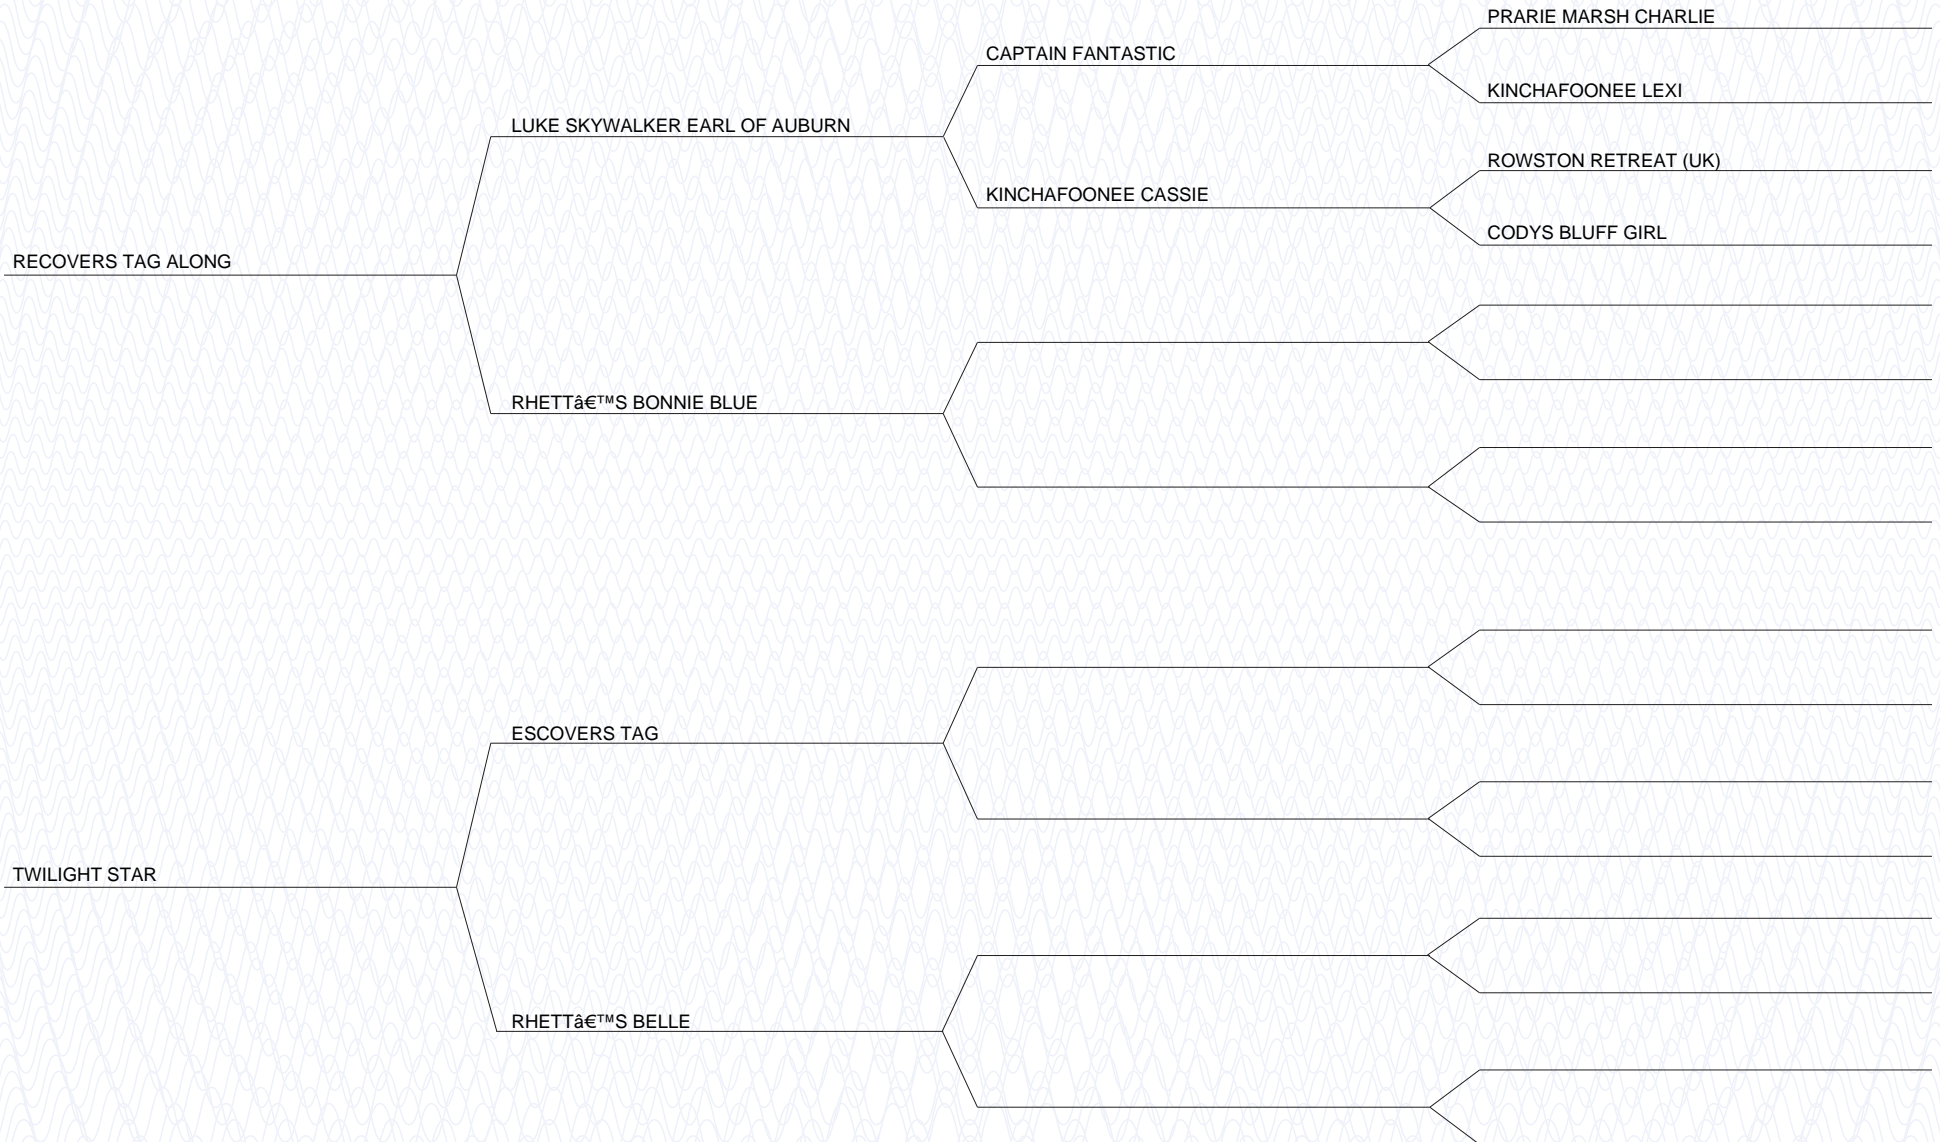 PRARIE MARSH CHARLIE
CAPTAIN FANTASTIC
KINCHAFOONEE LEXI
LUKE SKYWALKER EARL OF AUBURN
ROWSTON RETREAT (UK)
KINCHAFOONEE CASSIE
CODYS BLUFF GIRL
RECOVERS TAG ALONG
RHETTâ€™S BONNIE BLUE
ESCOVERS TAG
TWILIGHT STAR
RHETTâ€™S BELLE